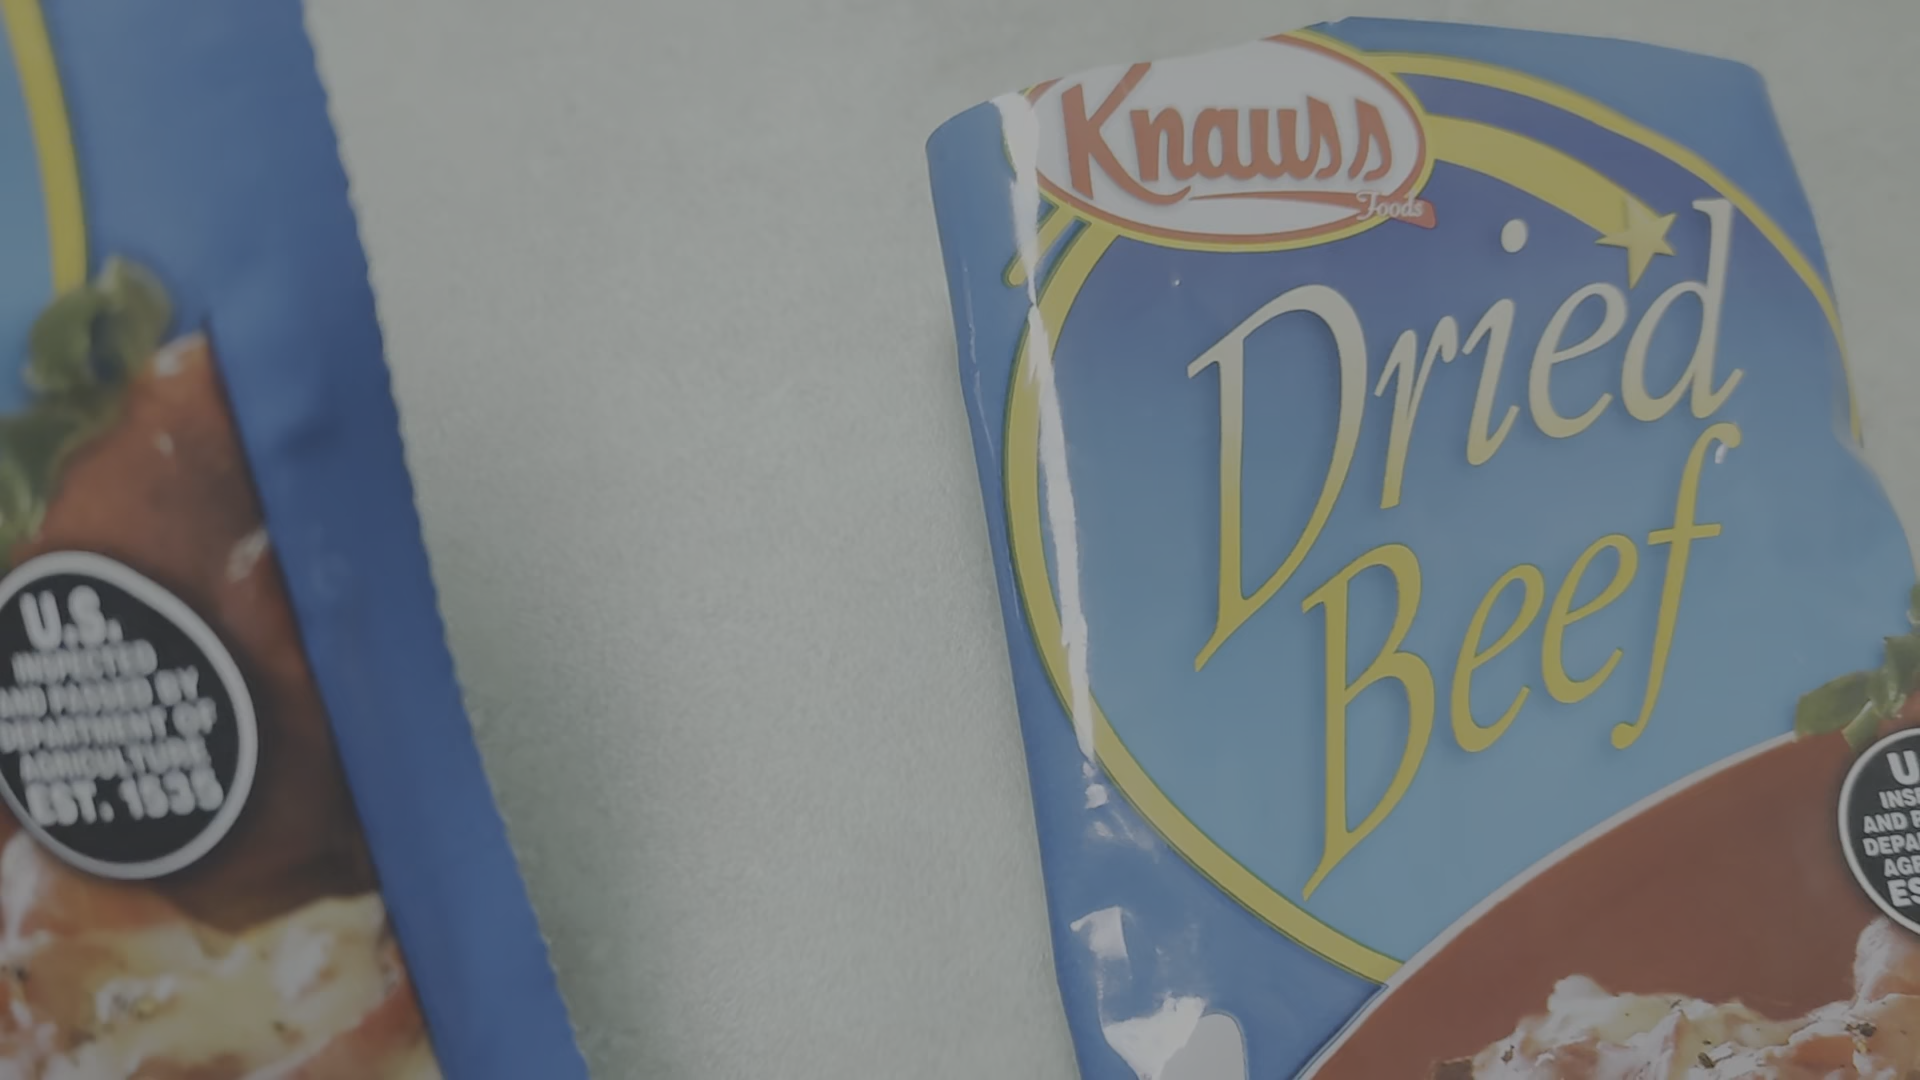 U.S.
INSPECTED
AND PASSED BY
DEPARTMENT OF
AGRICULTURE
EST. 1535
Knauss
Foods
Dried
Beef
U
INSP
AND P
DEPA
AGR
ES